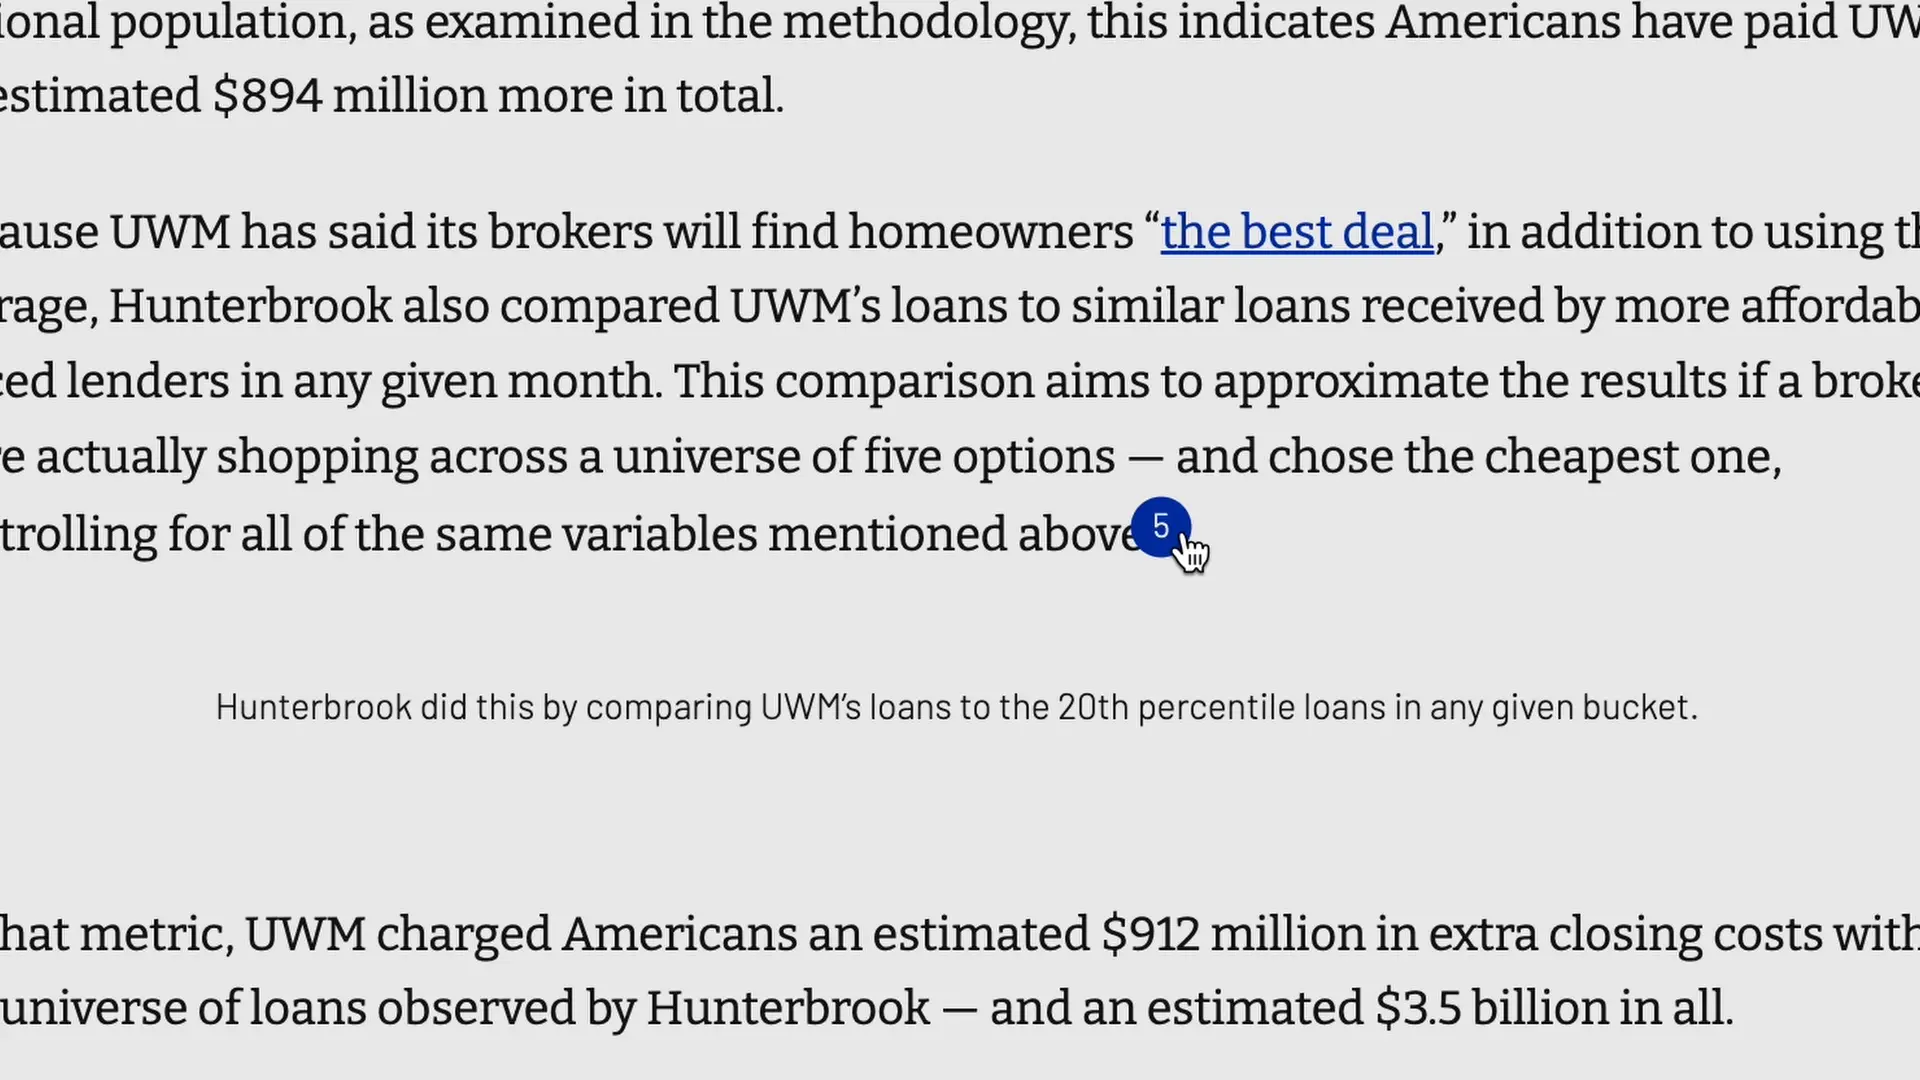 ional population, as examined in the methodology, this indicates Americans have paid UW
estimated $894 million more in total.
ause UWM has said its brokers will find homeowners “the best deal,” in addition to using th
rage, Hunterbrook also compared UWM’s loans to similar loans received by more affordab
ced lenders in any given month. This comparison aims to approximate the results if a broke
re actually shopping across a universe of five options — and chose the cheapest one,
trolling for all of the same variables mentioned above 5
Hunterbrook did this by comparing UWM’s loans to the 20th percentile loans in any given bucket.
hat metric, UWM charged Americans an estimated $912 million in extra closing costs with
universe of loans observed by Hunterbrook — and an estimated $3.5 billion in all.